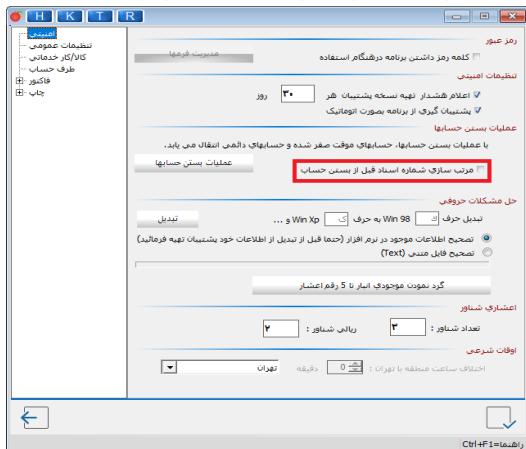 H K T R
امنیتی
تنظیمات عمومی
کالا/کار خدماتی
طرف حساب
فاکتور
چاپ
رمز عبور
کلمه رمز داشتن برنامه درهنگام استفاده
مدیریت فرمها
تنظیمات امنیتی
اعلام هشدار تهیه نسخه پشتیبان هر ۳۰ روز
پشتیبان گیری از برنامه بصورت اتوماتیک
عملیات بستن حسابها
با عملیات بستن حسابها، حسابهای موقت صفر شده و حسابهای دائمی انتقال می یابد.
مرتب سازی شماره اسناد قبل از بستن حساب
عملیات بستن حسابها
حل مشکلات حروفی
تبدیل حرف ك Win 98 به حرف ک Win Xp و ...
تبدیل
تصحیح اطلاعات موجود در نرم افزار (حتما قبل از تبدیل از اطلاعات خود پشتیبان تهیه فرمائید)
تصحیح فایل متنی (Text)
گرد نمودن موجودی انبار تا 5 رقم اعشار
اعشاری شناور
تعداد شناور : ۳ ریالی شناور : ۲
اوقات شرعی
اختلاف ساعت منطقه با تهران : 0 دقیقه تهران
راهنما=Ctrl+F1